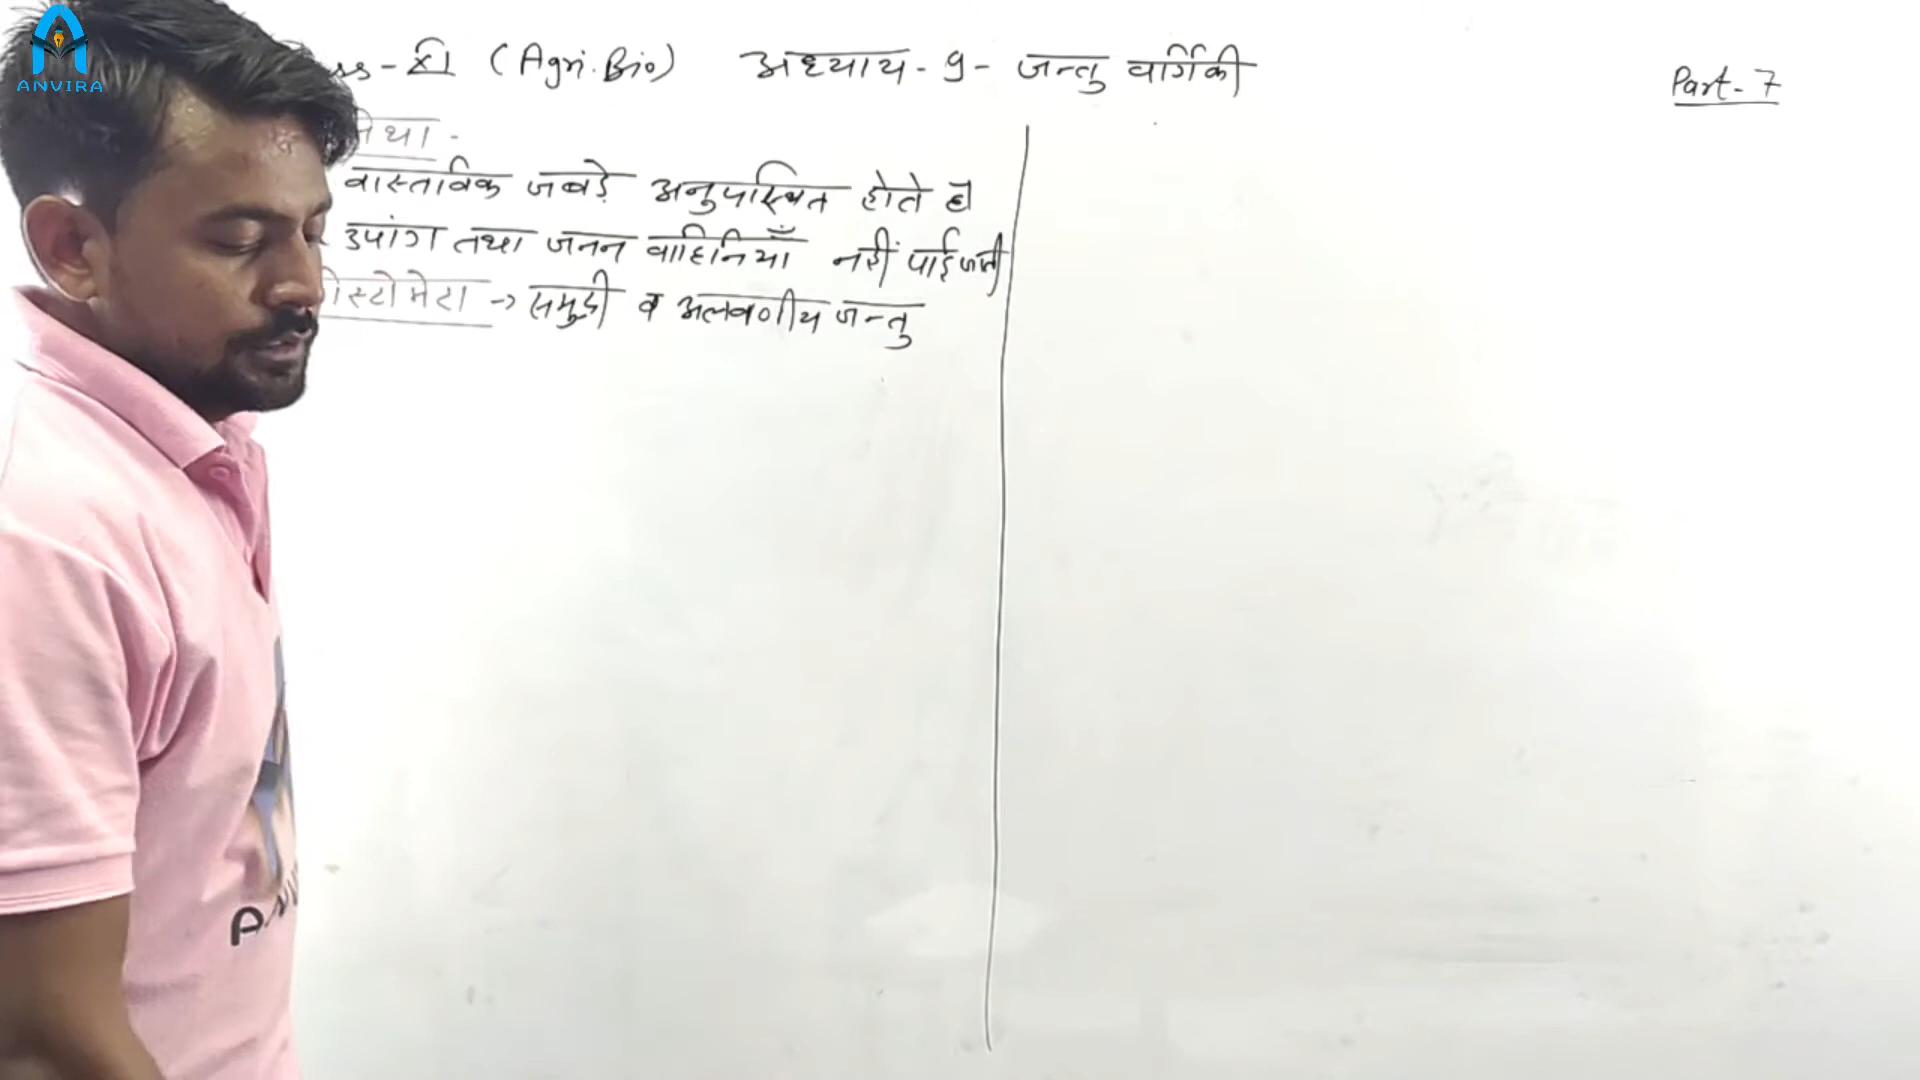 ANVIRA
ss - XI (Agri. Bio) अध्याय - 9 - जन्तु वर्गिकी
Part - 7
वास्तविक जबड़े अनुपस्थित होते है
उपांग तथा जनन वाहिनियाँ नहीं पाई जाती
→ समुद्री व अलवणीय जन्तु